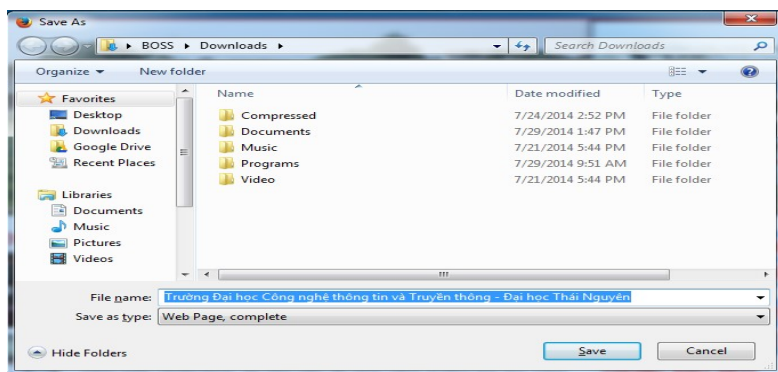 Save As
BOSS Downloads
Search Downloads
Organize New folder
Favorites
Desktop
Downloads
Google Drive
Recent Places
Libraries
Documents
Music
Pictures
Videos
Name Date modified Type
Compressed 7/24/2014 2:52 PM File folder
Documents 7/29/2014 1:47 PM File folder
Music 7/21/2014 5:44 PM File folder
Programs 7/29/2014 9:51 AM File folder
Video 7/21/2014 5:44 PM File folder
File name: Trường Đại học Công nghệ thông tin và Truyền thông - Đại học Thái Nguyên
Save as type: Web Page, complete
Hide Folders Save Cancel